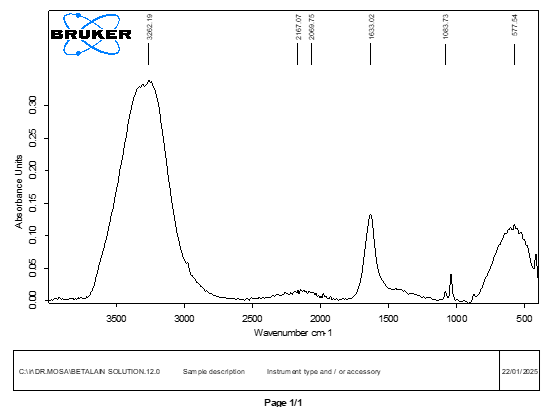 BRUKER
3262.19
2167.07
2069.75
1633.02
1083.73
577.54
Absorbance Units
0.00 0.05 0.10 0.15 0.20 0.25 0.30
3500 3000 2500 2000 1500 1000 500
Wavenumber cm-1
C:\Ir\DR.MOSA\BETALAIN SOLUTION.12.0 Sample description Instrument type and / or accessory 22/01/2025
Page 1/1